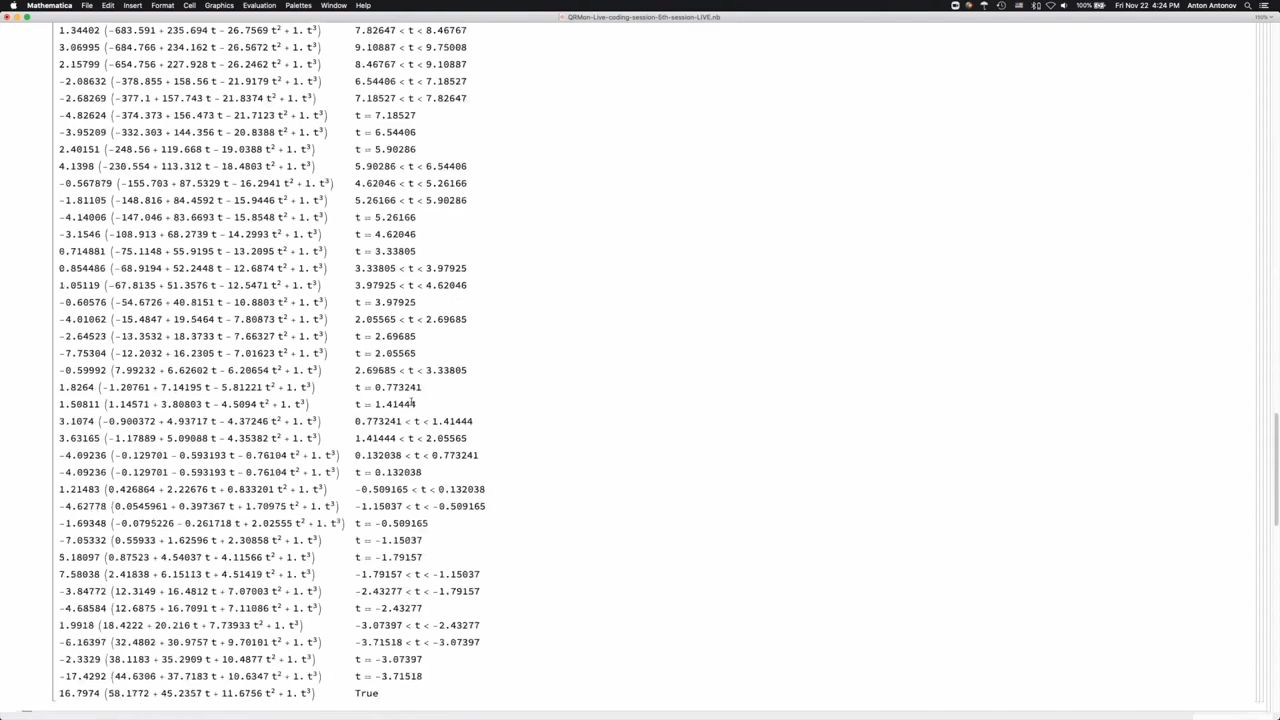 Mathematica File Edit Insert Format Cell Graphics Evaluation Palettes Window Help 100% Fri Nov 22 4:24 PM Anton Antonov
QRMon-Live-coding-session-5th-session-LIVE.nb 150%
1.34402 (-683.591 + 235.694 t - 26.7569 t² + 1. t³) 7.82647 < t < 8.46767
3.06995 (-684.766 + 234.162 t - 26.5672 t² + 1. t³) 9.10887 < t < 9.75008
2.15799 (-654.756 + 227.928 t - 26.2462 t² + 1. t³) 8.46767 < t < 9.10887
-2.08632 (-378.855 + 158.56 t - 21.9179 t² + 1. t³) 6.54406 < t < 7.18527
-2.68269 (-377.1 + 157.743 t - 21.8374 t² + 1. t³) 7.18527 < t < 7.82647
-4.82624 (-374.373 + 156.473 t - 21.7123 t² + 1. t³) t == 7.18527
-3.95209 (-332.303 + 144.356 t - 20.8388 t² + 1. t³) t == 6.54406
2.40151 (-248.56 + 119.668 t - 19.0388 t² + 1. t³) t == 5.90286
4.1398 (-230.554 + 113.312 t - 18.4803 t² + 1. t³) 5.90286 < t < 6.54406
-0.567879 (-155.703 + 87.5329 t - 16.2941 t² + 1. t³) 4.62046 < t < 5.26166
-1.81105 (-148.816 + 84.4592 t - 15.9446 t² + 1. t³) 5.26166 < t < 5.90286
-4.14006 (-147.046 + 83.6693 t - 15.8548 t² + 1. t³) t == 5.26166
-3.1546 (-108.913 + 68.2739 t - 14.2993 t² + 1. t³) t == 4.62046
0.714881 (-75.1148 + 55.9195 t - 13.2095 t² + 1. t³) t == 3.33805
0.854486 (-68.9194 + 52.2448 t - 12.6874 t² + 1. t³) 3.33805 < t < 3.97925
1.05119 (-67.8135 + 51.3576 t - 12.5471 t² + 1. t³) 3.97925 < t < 4.62046
-0.60576 (-54.6726 + 40.8151 t - 10.8803 t² + 1. t³) t == 3.97925
-4.01062 (-15.4847 + 19.5464 t - 7.80873 t² + 1. t³) 2.05565 < t < 2.69685
-2.64523 (-13.3532 + 18.3733 t - 7.66327 t² + 1. t³) t == 2.69685
-7.75304 (-12.2032 + 16.2305 t - 7.01623 t² + 1. t³) t == 2.05565
-0.59992 (7.99232 + 6.62602 t - 6.20654 t² + 1. t³) 2.69685 < t < 3.33805
1.8264 (-1.20761 + 7.14195 t - 5.81221 t² + 1. t³) t == 0.773241
1.50811 (1.14571 + 3.80803 t - 4.5094 t² + 1. t³) t == 1.41444
3.1074 (-0.900372 + 4.93717 t - 4.37246 t² + 1. t³) 0.773241 < t < 1.41444
3.63165 (-1.17889 + 5.09088 t - 4.35382 t² + 1. t³) 1.41444 < t < 2.05565
-4.09236 (-0.129701 - 0.593193 t - 0.76104 t² + 1. t³) 0.132038 < t < 0.773241
-4.09236 (-0.129701 - 0.593193 t - 0.76104 t² + 1. t³) t == 0.132038
1.21483 (0.426864 + 2.22676 t + 0.833201 t² + 1. t³) -0.509165 < t < 0.132038
-4.62778 (0.0545961 + 0.397367 t + 1.70975 t² + 1. t³) -1.15037 < t < -0.509165
-1.69348 (-0.0795226 - 0.261718 t + 2.02555 t² + 1. t³) t == -0.509165
-7.05332 (0.55933 + 1.62596 t + 2.30858 t² + 1. t³) t == -1.15037
5.18097 (0.87523 + 4.54037 t + 4.11566 t² + 1. t³) t == -1.79157
7.58038 (2.41838 + 6.15113 t + 4.51419 t² + 1. t³) -1.79157 < t < -1.15037
-3.84772 (12.3149 + 16.4812 t + 7.07003 t² + 1. t³) -2.43277 < t < -1.79157
-4.68584 (12.6875 + 16.7091 t + 7.11086 t² + 1. t³) t == -2.43277
1.9918 (18.4222 + 20.216 t + 7.73933 t² + 1. t³) -3.07397 < t < -2.43277
-6.16397 (32.4802 + 30.9757 t + 9.70101 t² + 1. t³) -3.71518 < t < -3.07397
-2.3329 (38.1183 + 35.2909 t + 10.4877 t² + 1. t³) t == -3.07397
-17.4292 (44.6306 + 37.7183 t + 10.6347 t² + 1. t³) t == -3.71518
16.7974 (58.1772 + 45.2357 t + 11.6756 t² + 1. t³) True